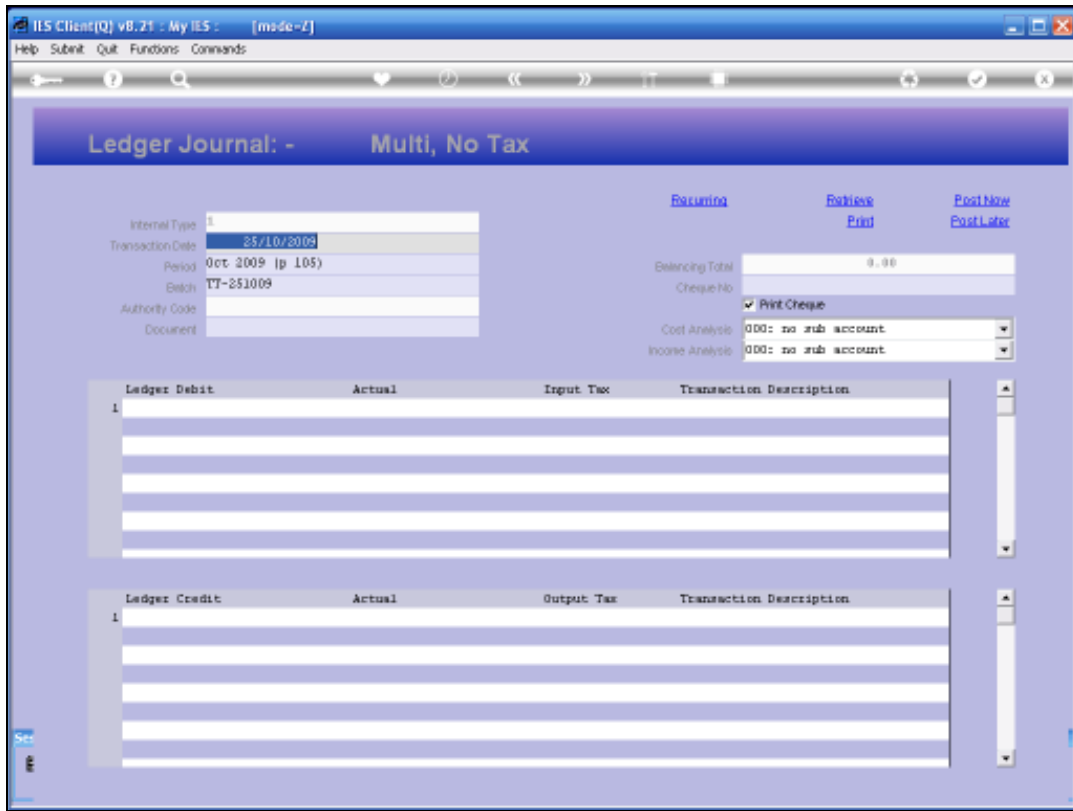 IES Client(Q) v8.21 : My IES : [mode=Z]
Help Submit Quit Functions Commands
Ledger Journal: - Multi, No Tax
Recurring Retrieve Post Now
Print Post Later
Internal Type 1
Transaction Date 25/10/2009
Period Oct 2009 (p 105)
Batch TT-251009
Authority Code
Document
Balancing Total 0.00
Cheque No
Print Cheque
Cost Analysis 000: no sub account
Income Analysis 000: no sub account
Ledger Debit Actual Input Tax Transaction Description
1
Ledger Credit Actual Output Tax Transaction Description
1